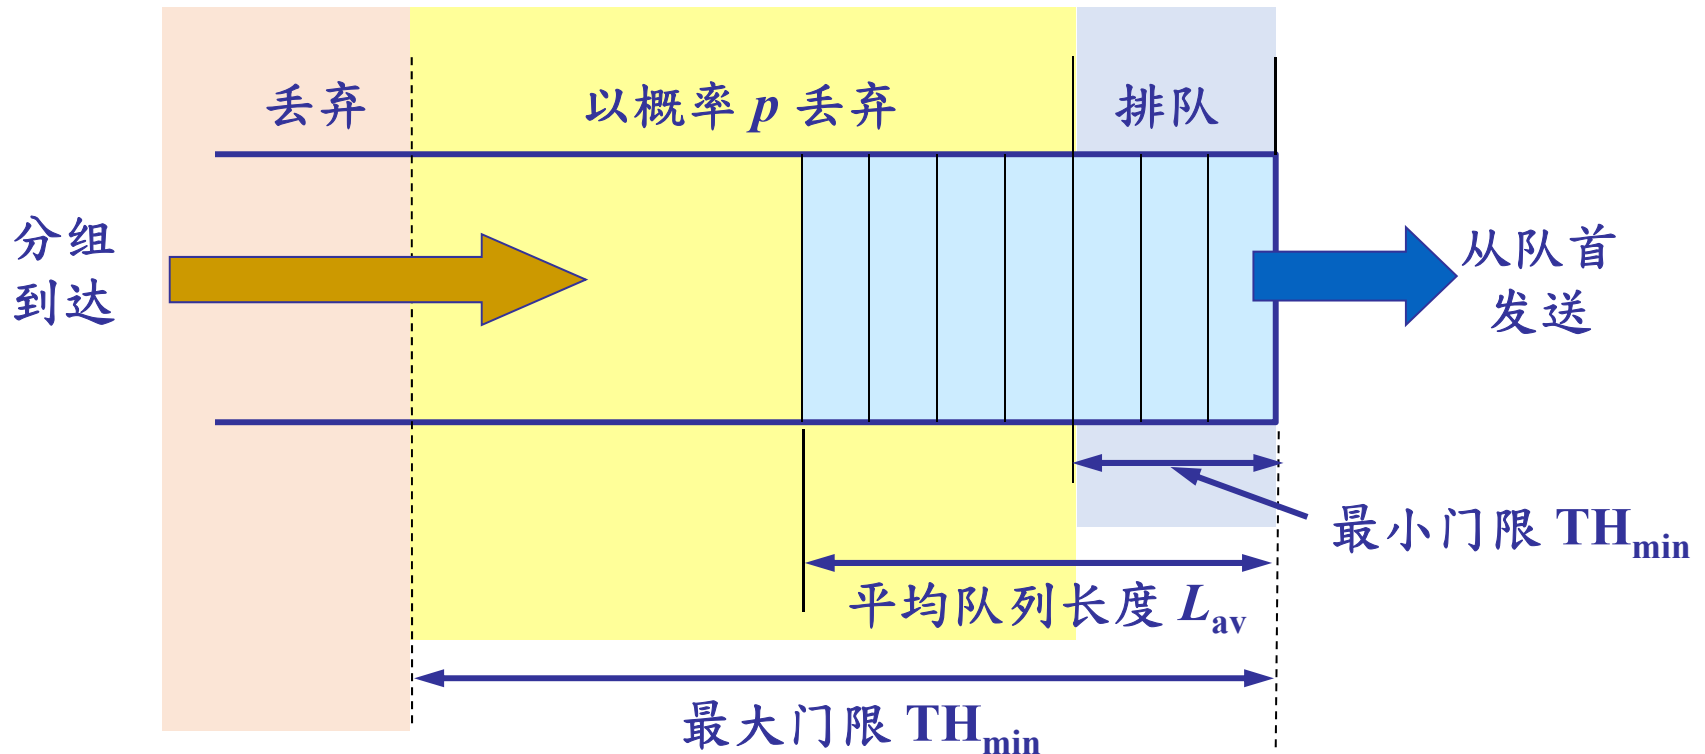 丢弃
以概率 p 丢弃
排队
分组
到达
从队首
发送
最小门限 THmin
平均队列长度 Lav
最大门限 THmin